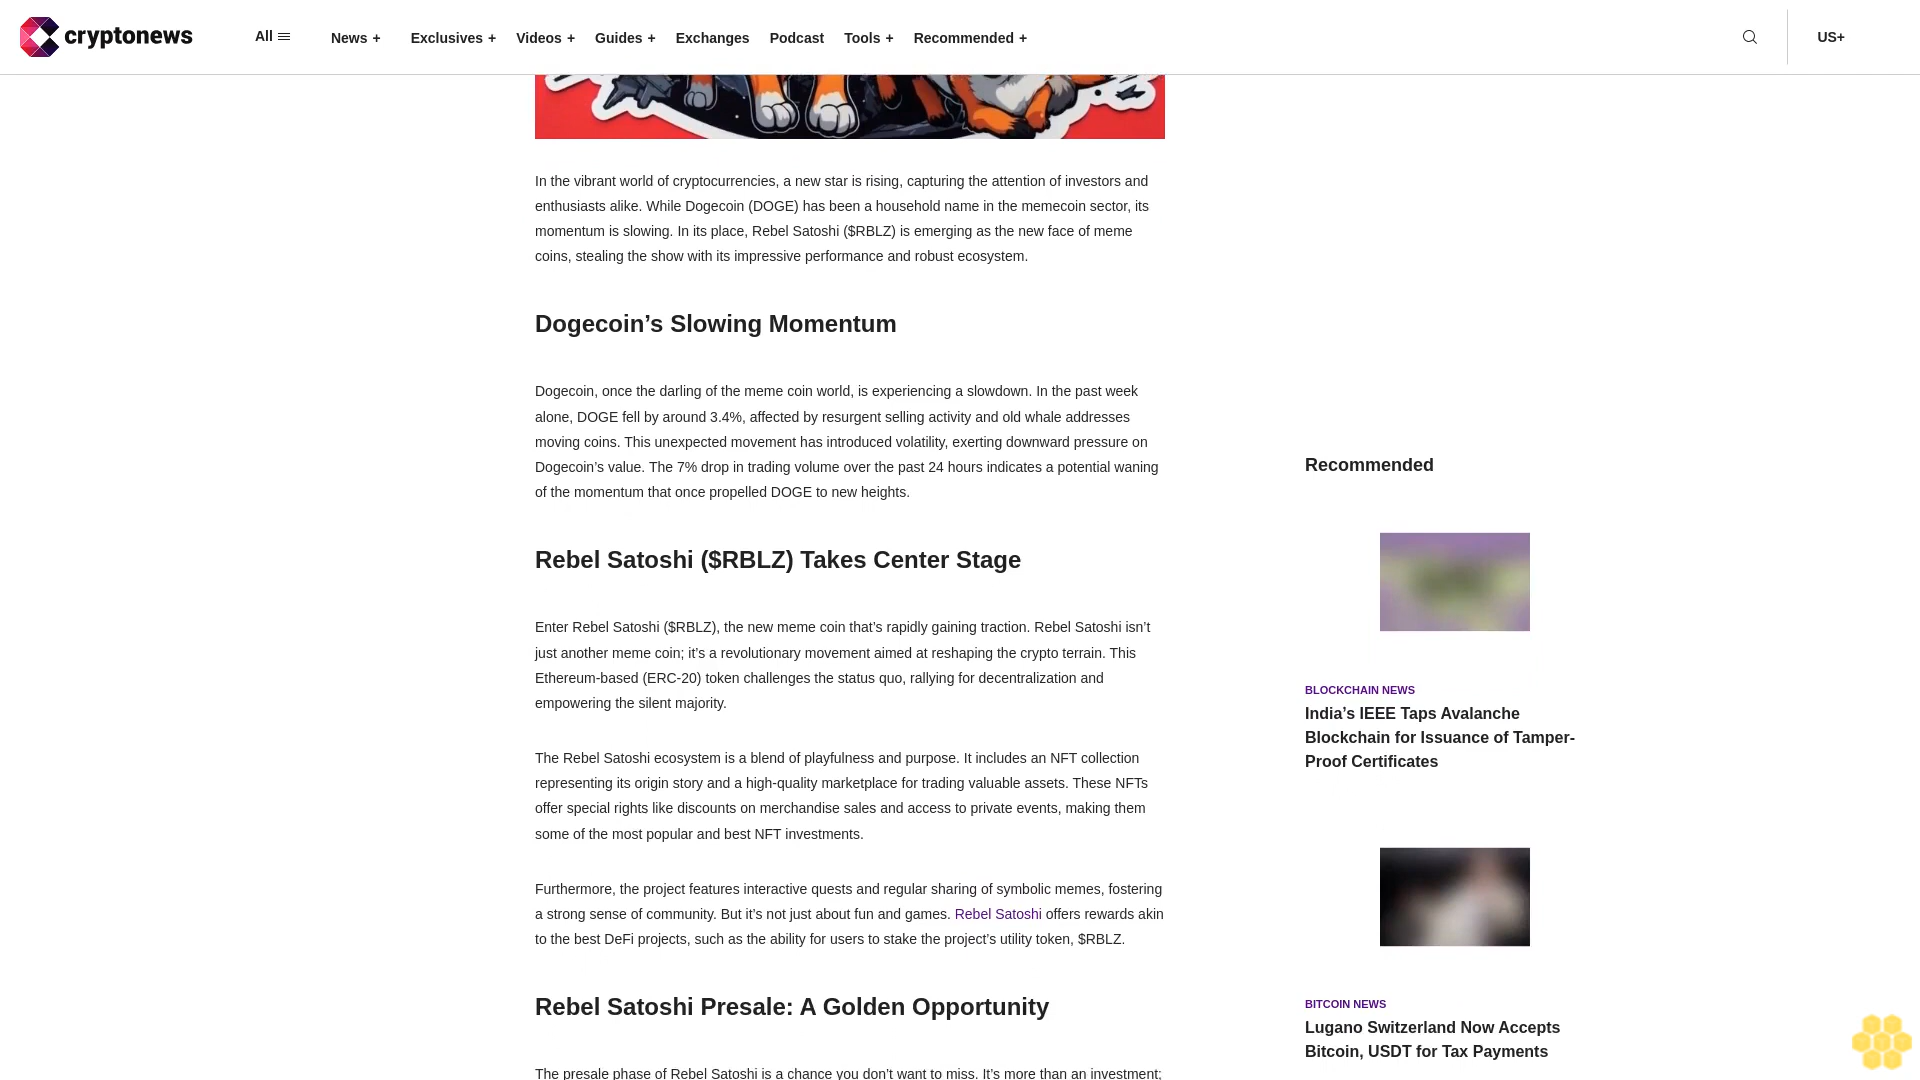 cryptonews
All
News +
Exclusives +
Videos +
Guides +
Exchanges
Podcast
Tools +
Recommended +
US+
In the vibrant world of cryptocurrencies, a new star is rising, capturing the attention of investors and
enthusiasts alike. While Dogecoin (DOGE) has been a household name in the memecoin sector, its
momentum is slowing. In its place, Rebel Satoshi ($RBLZ) is emerging as the new face of meme
coins, stealing the show with its impressive performance and robust ecosystem.
Dogecoin’s Slowing Momentum
Dogecoin, once the darling of the meme coin world, is experiencing a slowdown. In the past week
alone, DOGE fell by around 3.4%, affected by resurgent selling activity and old whale addresses
moving coins. This unexpected movement has introduced volatility, exerting downward pressure on
Dogecoin’s value. The 7% drop in trading volume over the past 24 hours indicates a potential waning
of the momentum that once propelled DOGE to new heights.
Rebel Satoshi ($RBLZ) Takes Center Stage
Enter Rebel Satoshi ($RBLZ), the new meme coin that’s rapidly gaining traction. Rebel Satoshi isn’t
just another meme coin; it’s a revolutionary movement aimed at reshaping the crypto terrain. This
Ethereum-based (ERC-20) token challenges the status quo, rallying for decentralization and
empowering the silent majority.
The Rebel Satoshi ecosystem is a blend of playfulness and purpose. It includes an NFT collection
representing its origin story and a high-quality marketplace for trading valuable assets. These NFTs
offer special rights like discounts on merchandise sales and access to private events, making them
some of the most popular and best NFT investments.
Furthermore, the project features interactive quests and regular sharing of symbolic memes, fostering
a strong sense of community. But it’s not just about fun and games. Rebel Satoshi offers rewards akin
to the best DeFi projects, such as the ability for users to stake the project’s utility token, $RBLZ.
Rebel Satoshi Presale: A Golden Opportunity
The presale phase of Rebel Satoshi is a chance you don’t want to miss. It’s more than an investment;
Recommended
BLOCKCHAIN NEWS
India’s IEEE Taps Avalanche
Blockchain for Issuance of Tamper-
Proof Certificates
BITCOIN NEWS
Lugano Switzerland Now Accepts
Bitcoin, USDT for Tax Payments